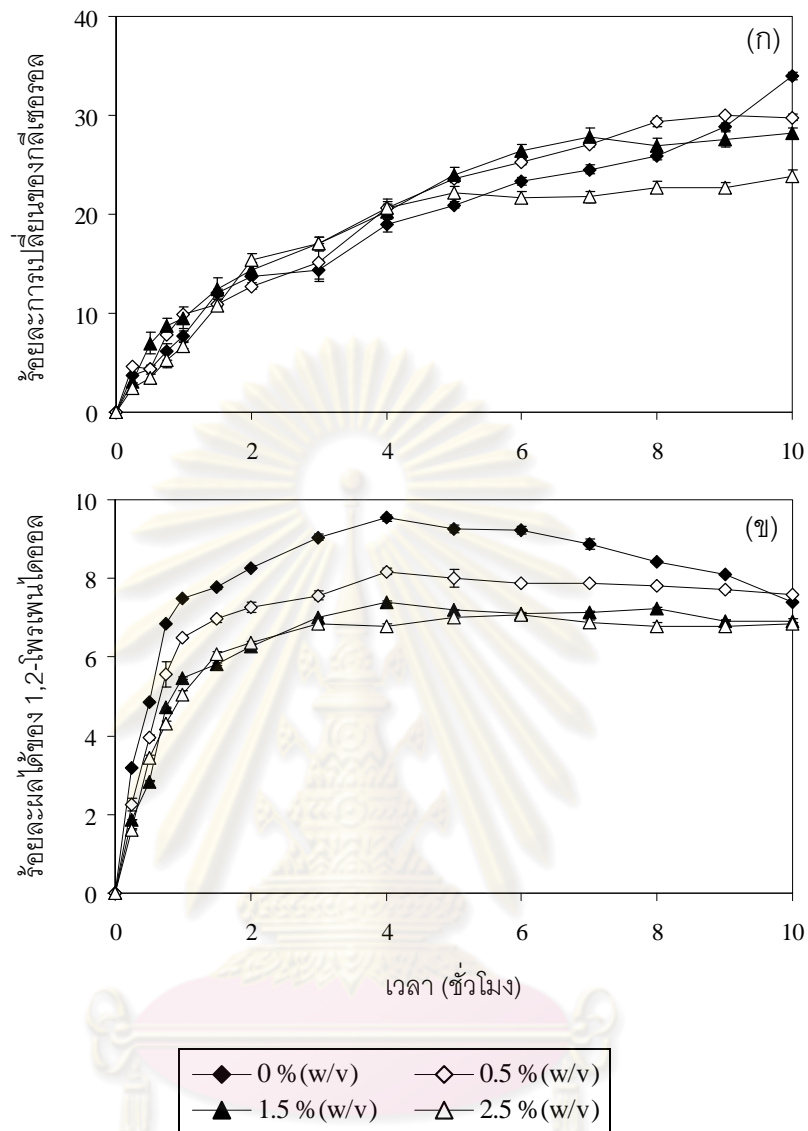 (ก)
ร้อยละการเปลี่ยนของกลีเซอรอล
40
30
20
10
0
0 2 4 6 8 10
(ข)
ร้อยละผลได้ของ 1,2-โพรเพนไดออล
10
8
6
4
2
0
0 2 4 6 8 10
เวลา (ชั่วโมง)
0 %(w/v) 0.5 %(w/v)
1.5 %(w/v) 2.5 %(w/v)